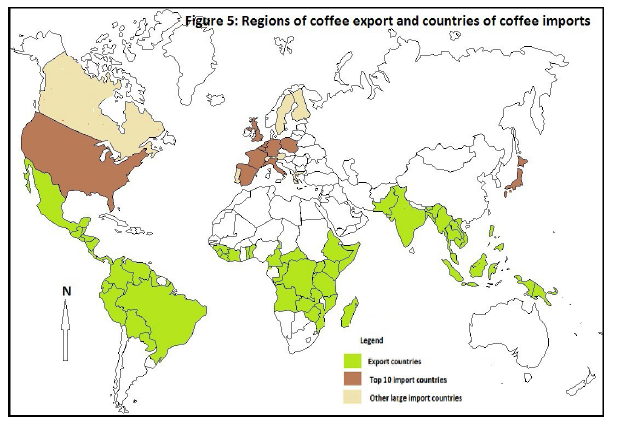 Figure 5: Regions of coffee export and countries of coffee imports
N
Legend
Export countries
Top 10 import countries
Other large import countries